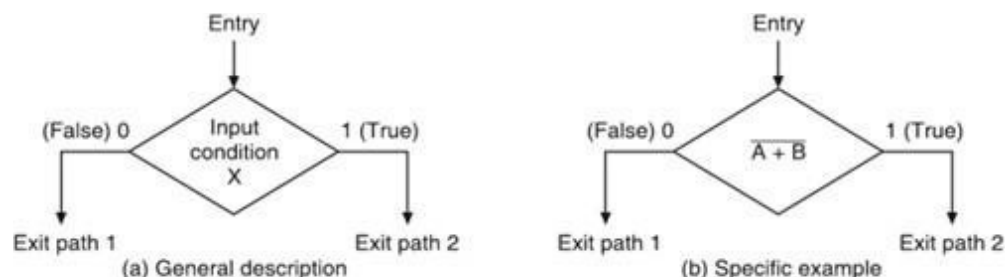 Entry
(False) 0
Input
condition
X
1 (True)
Exit path 1
Exit path 2
(a) General description
Entry
(False) 0
A + B
1 (True)
Exit path 1
Exit path 2
(b) Specific example